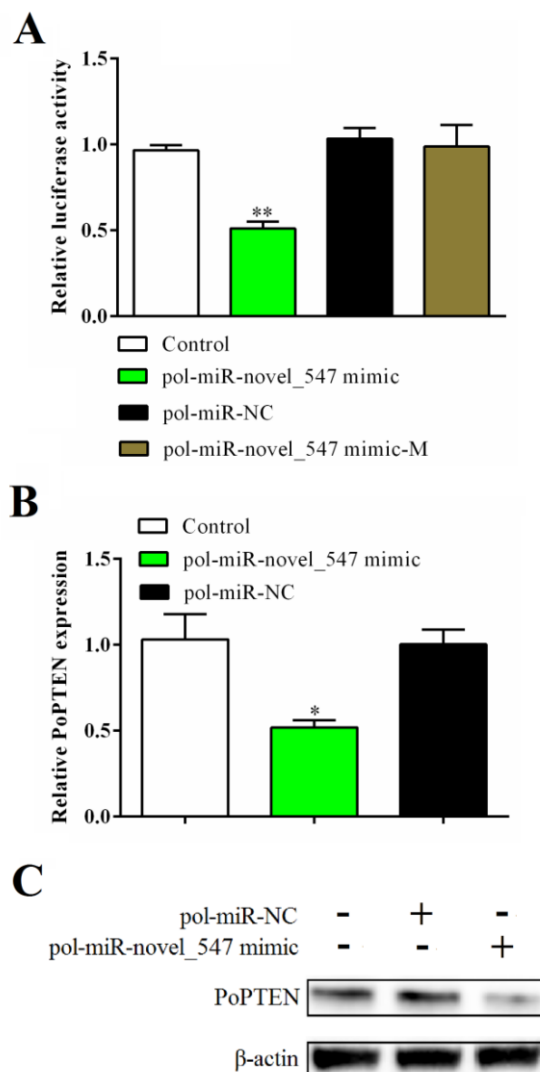 A
Relative luciferase activity
1.5
1.0
0.5
0.0
**
Control
pol-miR-novel_547 mimic
pol-miR-NC
pol-miR-novel_547 mimic-M
B
Relative PoPTEN expression
Control
pol-miR-novel_547 mimic
pol-miR-NC
1.5
1.0
0.5
0.0
*
C
pol-miR-NC - + -
pol-miR-novel_547 mimic - - +
PoPTEN
β-actin